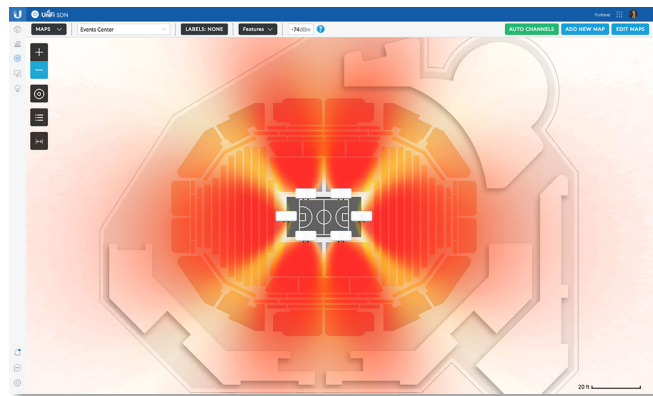 U UniFi SDN
MAPS Events Center LABELS: NONE Features -74dBm ? AUTO CHANNELS ADD NEW MAP EDIT MAPS
20 ft